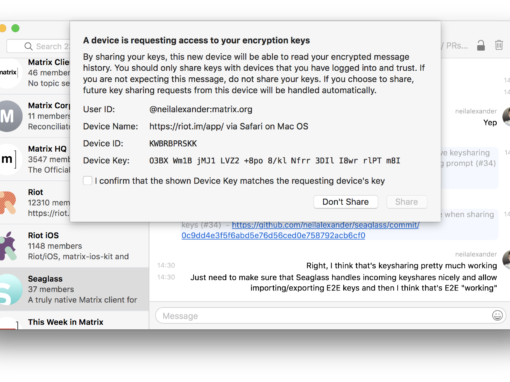 A device is requesting access to your encryption keys
By sharing your keys, this new device will be able to read your encrypted message
history. You should only share keys with devices that you have logged into and trust. If
you are not expecting this message, do not share your keys. If you choose to share,
future key sharing requests from this device will be handled automatically.
User ID: @neilalexander:matrix.org
Device Name: https://riot.im/app/ via Safari on Mac OS
Device ID: KWBRBPRSKK
Device Key: O3BX Wm1B jMJ1 LVZ2 +8po 8/kl Nfrr 3DIl I8wr rlPT m8I
I confirm that the shown Device Key matches the requesting device's key
Don't Share Share
Search
Matrix Clie
46 members
No topic se
Matrix Corp
11 members
Reconciliat
Matrix HQ
3547 memb
The Official
Riot
12310 mem
https://riot.
Riot iOS
1148 members
Riot/iOS, matrix-ios-kit and
Seaglass
37 members
A truly native Matrix client for
This Week in Matrix
/ PRs...
neilalexander
Yep
keysharing
prompt (#34)
when sharing
keys (#34) - https://github.com/neilalexander/seaglass/commit/
0c9dd4e3f5f6abd5e76d56ced0e758792acb6cf0
neilalexander
14:30 Right, I think that's keysharing pretty much working
14:30 Just need to make sure that Seaglass handles incoming keyshares nicely and allow
importing/exporting E2E keys and then I think that's E2E "working"
Message